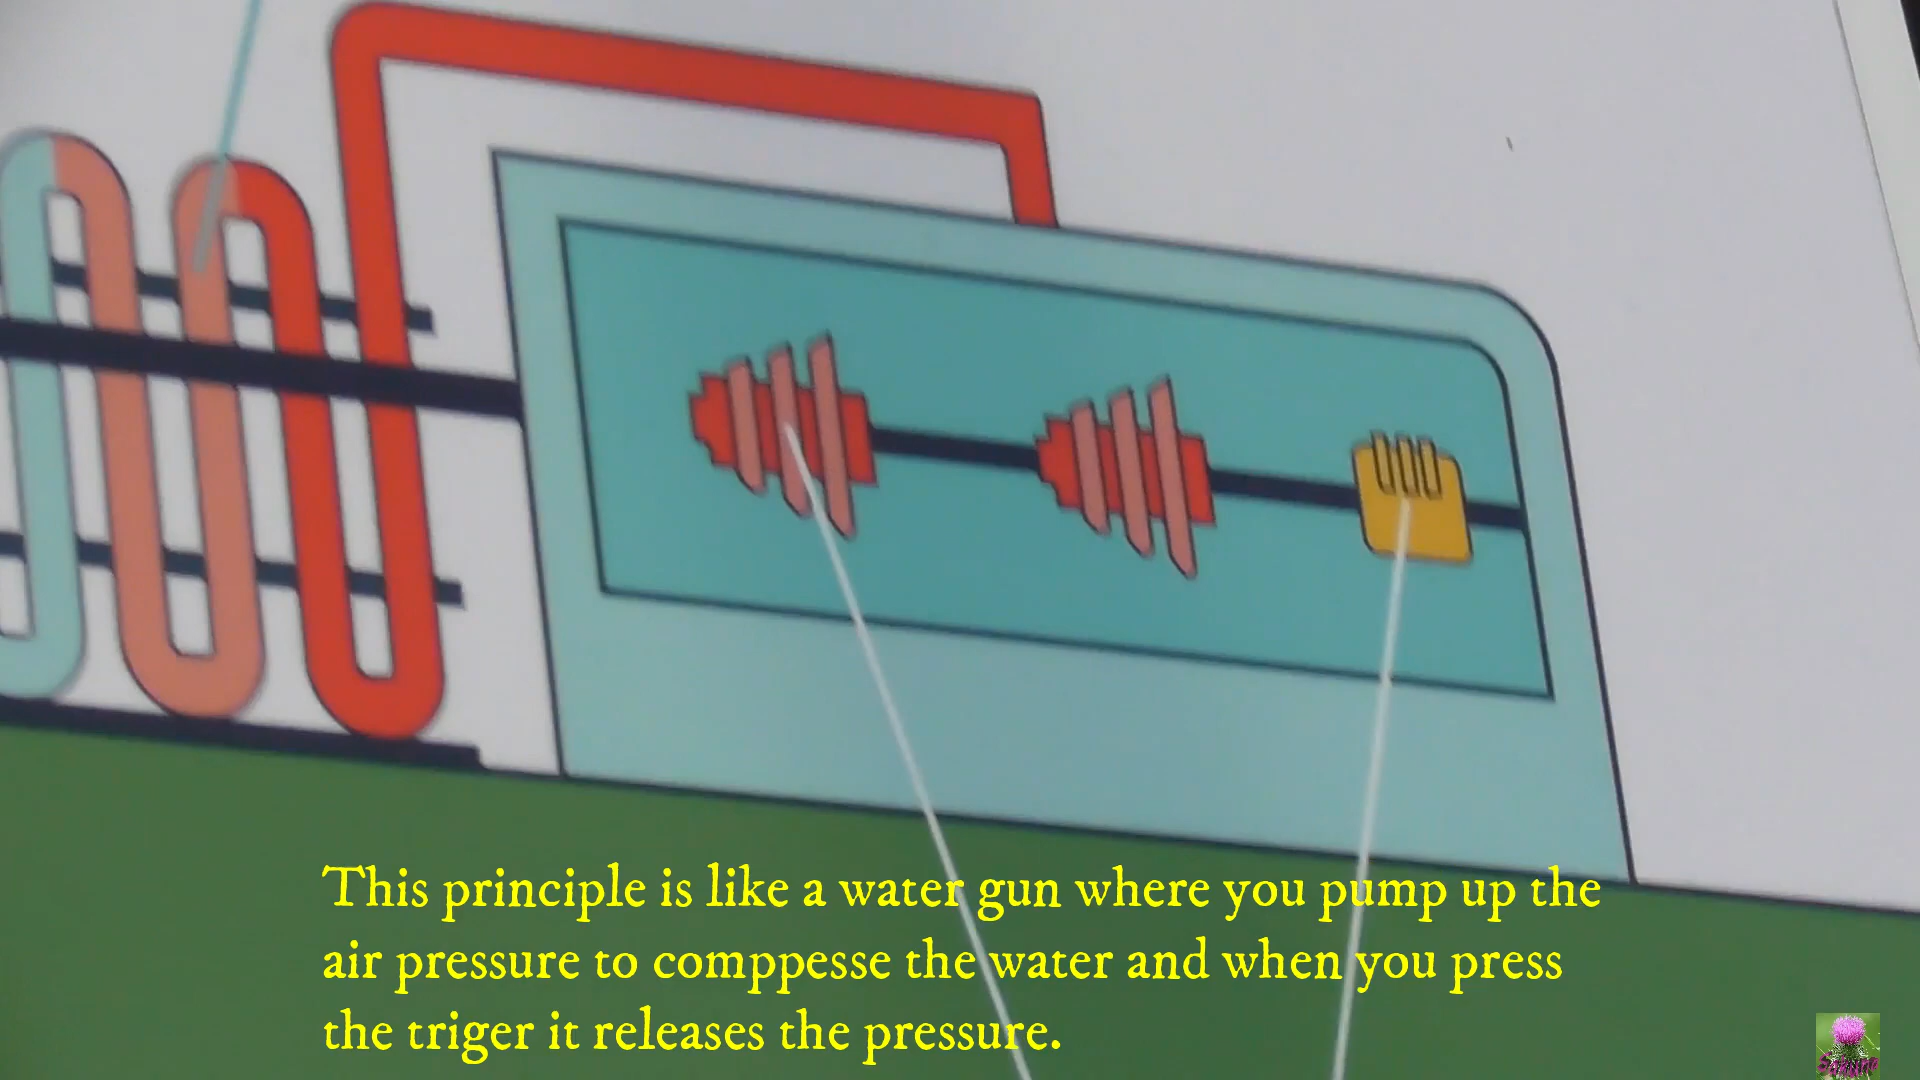 This principle is like a water gun where you pump up the
air pressure to comppesse the water and when you press
the triger it releases the pressure.
Sakura